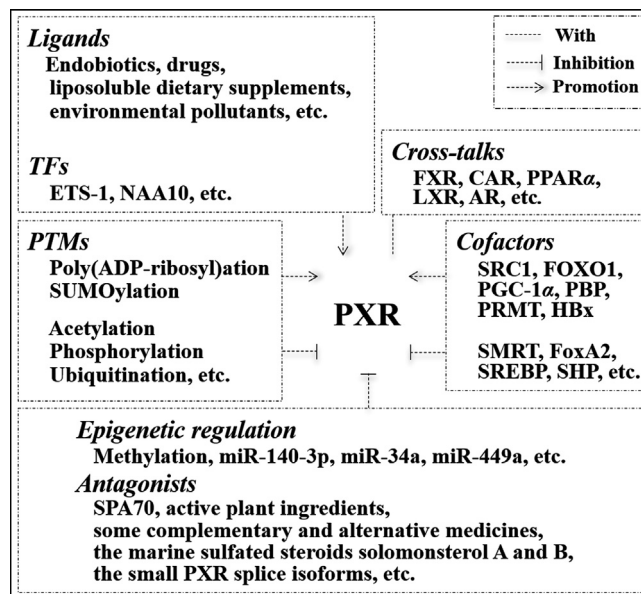 Ligands
Endobiotics, drugs,
liposoluble dietary supplements,
environmental pollutants, etc.
TFs
ETS-1, NAA10, etc.
With
Inhibition
Promotion
Cross-talks
FXR, CAR, PPARα,
LXR, AR, etc.
PTMs
Poly(ADP-ribosyl)ation
SUMOylation
Acetylation
Phosphorylation
Ubiquitination, etc.
PXR
Cofactors
SRC1, FOXO1,
PGC-1α, PBP,
PRMT, HBx
SMRT, FoxA2,
SREBP, SHP, etc.
Epigenetic regulation
Methylation, miR-140-3p, miR-34a, miR-449a, etc.
Antagonists
SPA70, active plant ingredients,
some complementary and alternative medicines,
the marine sulfated steroids solomonsterol A and B,
the small PXR splice isoforms, etc.